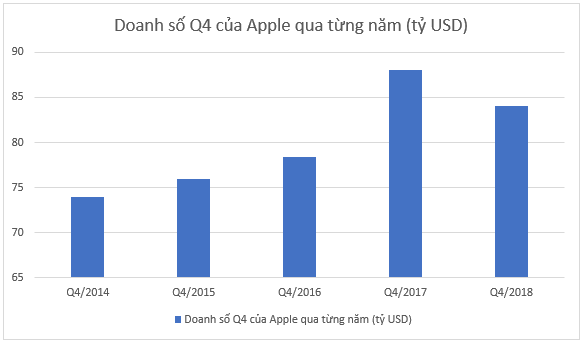 Doanh số Q4 của Apple qua từng năm (tỷ USD)
90
85
80
75
70
65
Q4/2014 Q4/2015 Q4/2016 Q4/2017 Q4/2018
Doanh số Q4 của Apple qua từng năm (tỷ USD)